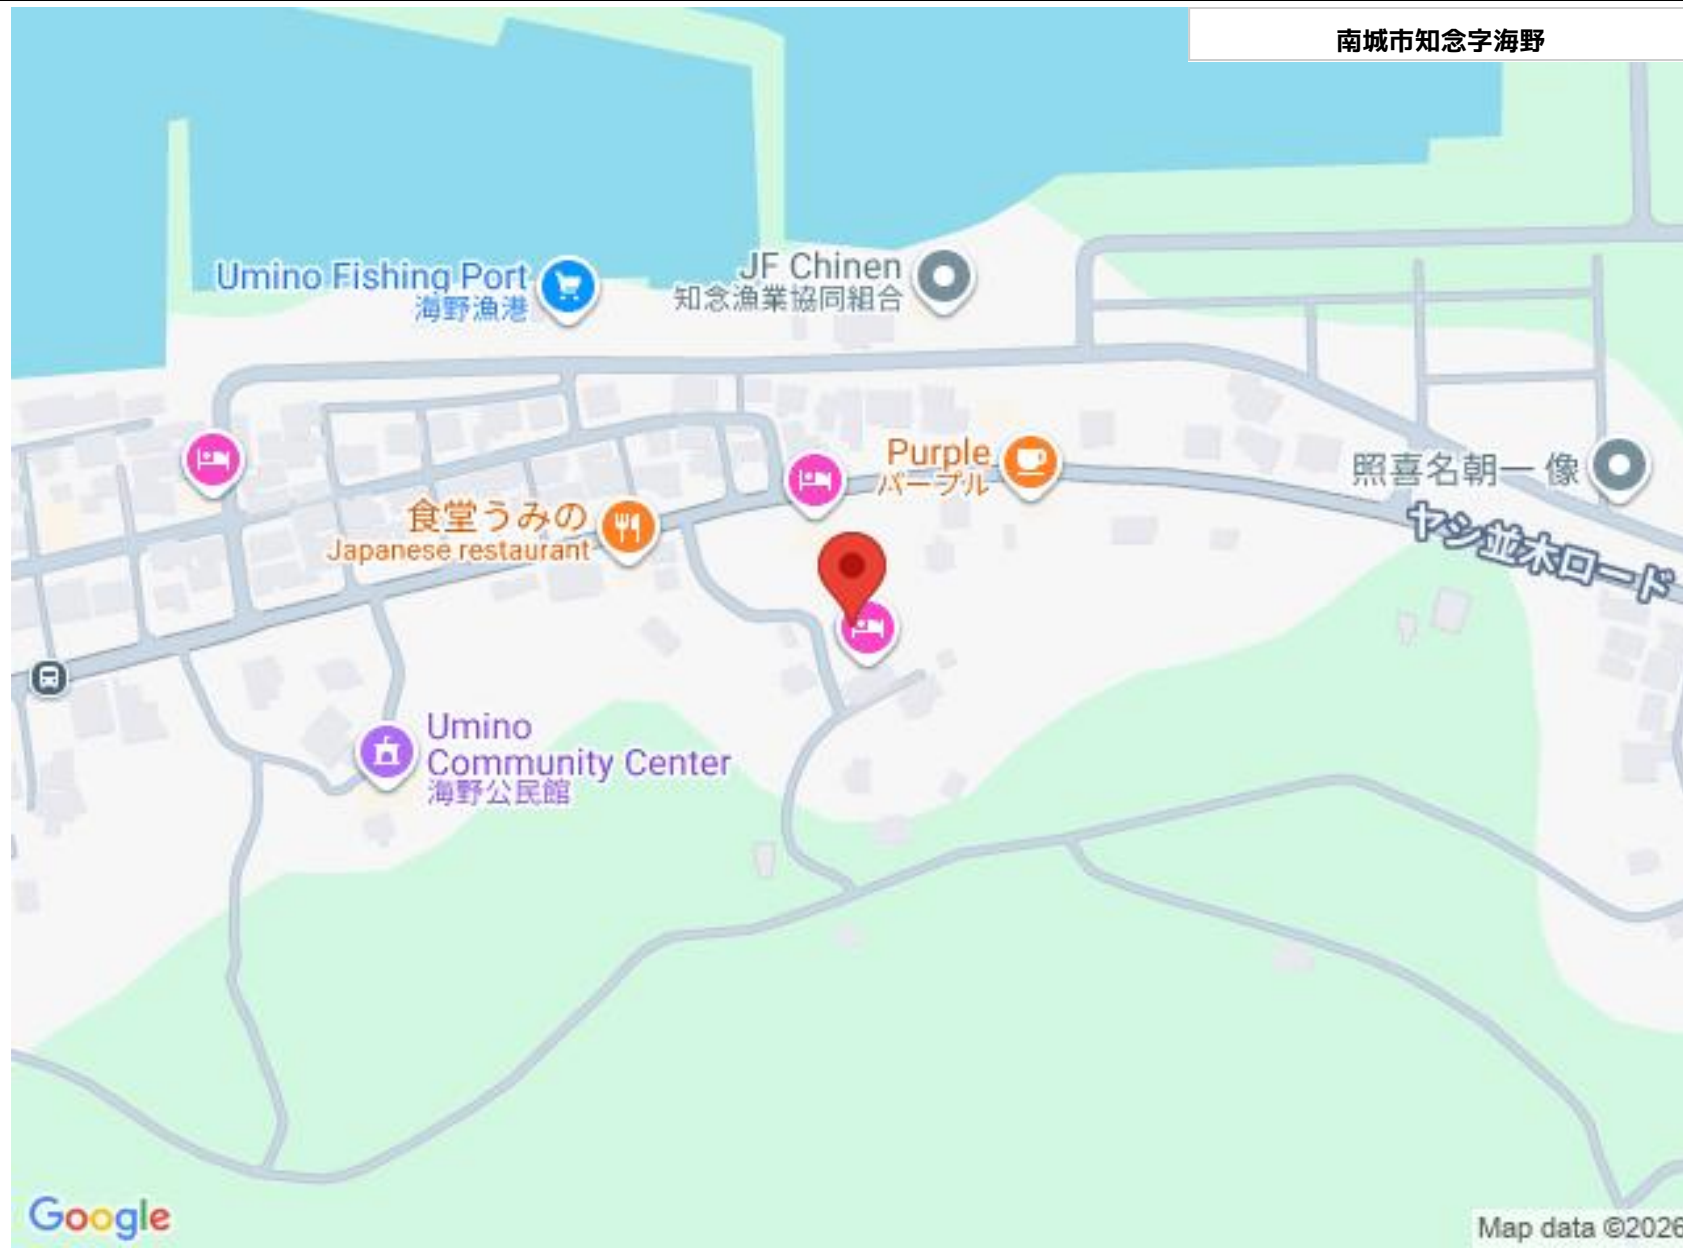 南城市知念字海野
Umino Fishing Port
海野漁港
JF Chinen
知念漁業協同組合
Purple
パープル
照喜名朝一 像
食堂うみの
Japanese restaurant
ヤシ並木ロード
Umino
Community Center
海野公民館
Google
Map data ©2026